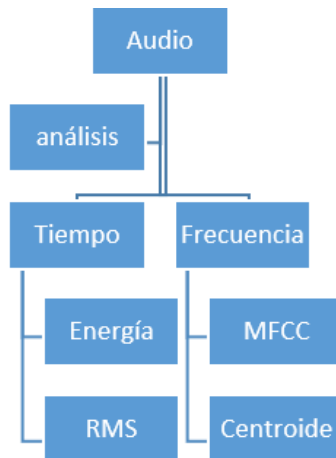 Audio
análisis
Tiempo
Frecuencia
Energía
MFCC
RMS
Centroide